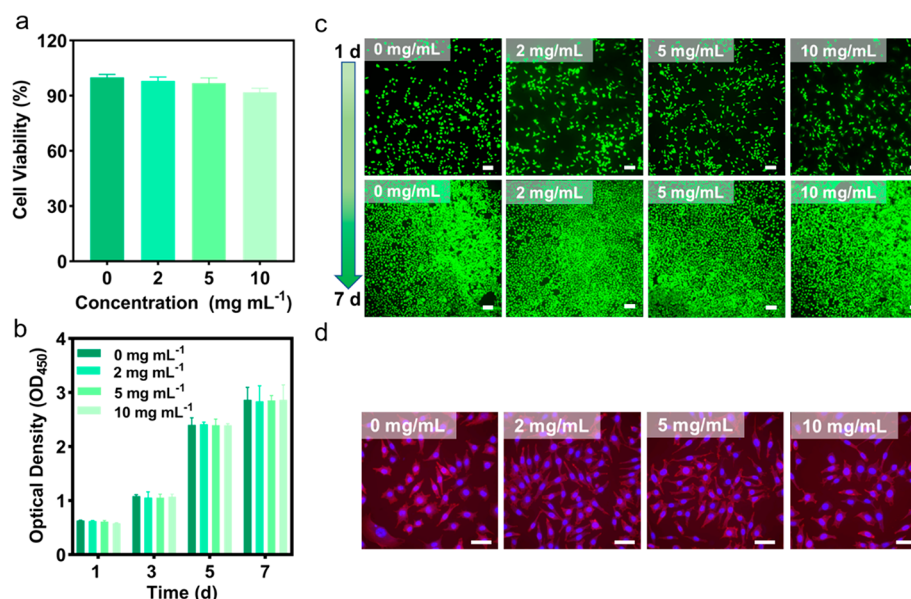 a
120
90
60
30
0
Cell Viability (%)
0 2 5 10
Concentration (mg mL⁻¹)
b
4
3
2
1
0
Optical Density (OD₄₅₀)
0 mg mL⁻¹
2 mg mL⁻¹
5 mg mL⁻¹
10 mg mL⁻¹
1 3 5 7
Time (d)
c
1 d
7 d
0 mg/mL 2 mg/mL 5 mg/mL 10 mg/mL
0 mg/mL 2 mg/mL 5 mg/mL 10 mg/mL
d
0 mg/mL 2 mg/mL 5 mg/mL 10 mg/mL